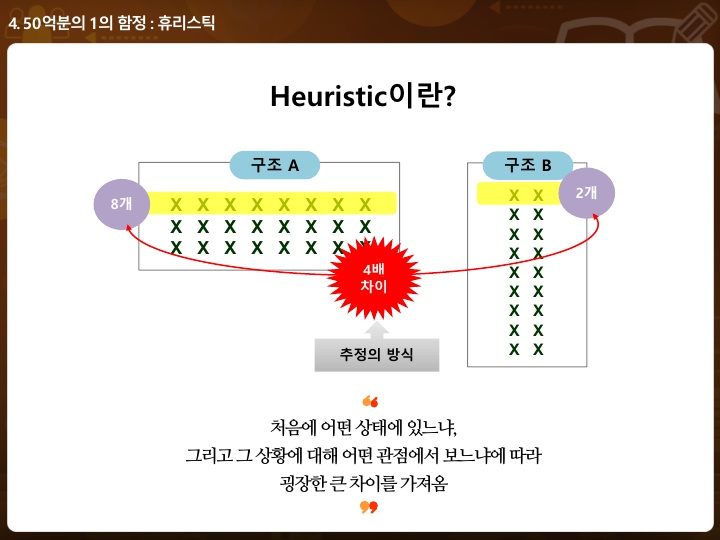 4. 50억분의 1의 함정 : 휴리스틱
Heuristic이란?
구조 A
8개
X X X X X X X X
X X X X X X X X
X X X X X X X X
구조 B
2개
X X
X X
X X
X X
X X
X X
X X
X X
X X
4배
차이
추정의 방식
“
처음에 어떤 상태에 있느냐,
그리고 그 상황에 대해 어떤 관점에서 보느냐에 따라
굉장한 큰 차이를 가져옴
”